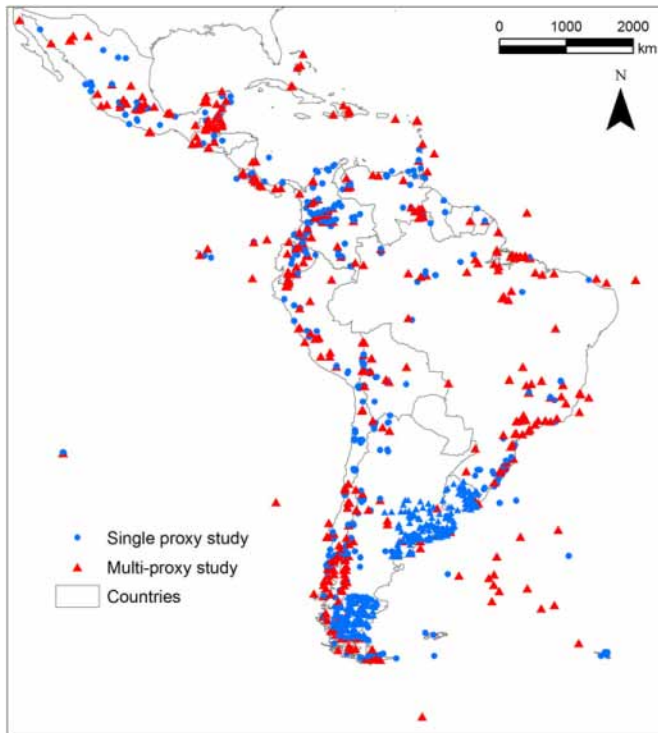 0 1000 2000
km
N
Single proxy study
Multi-proxy study
Countries